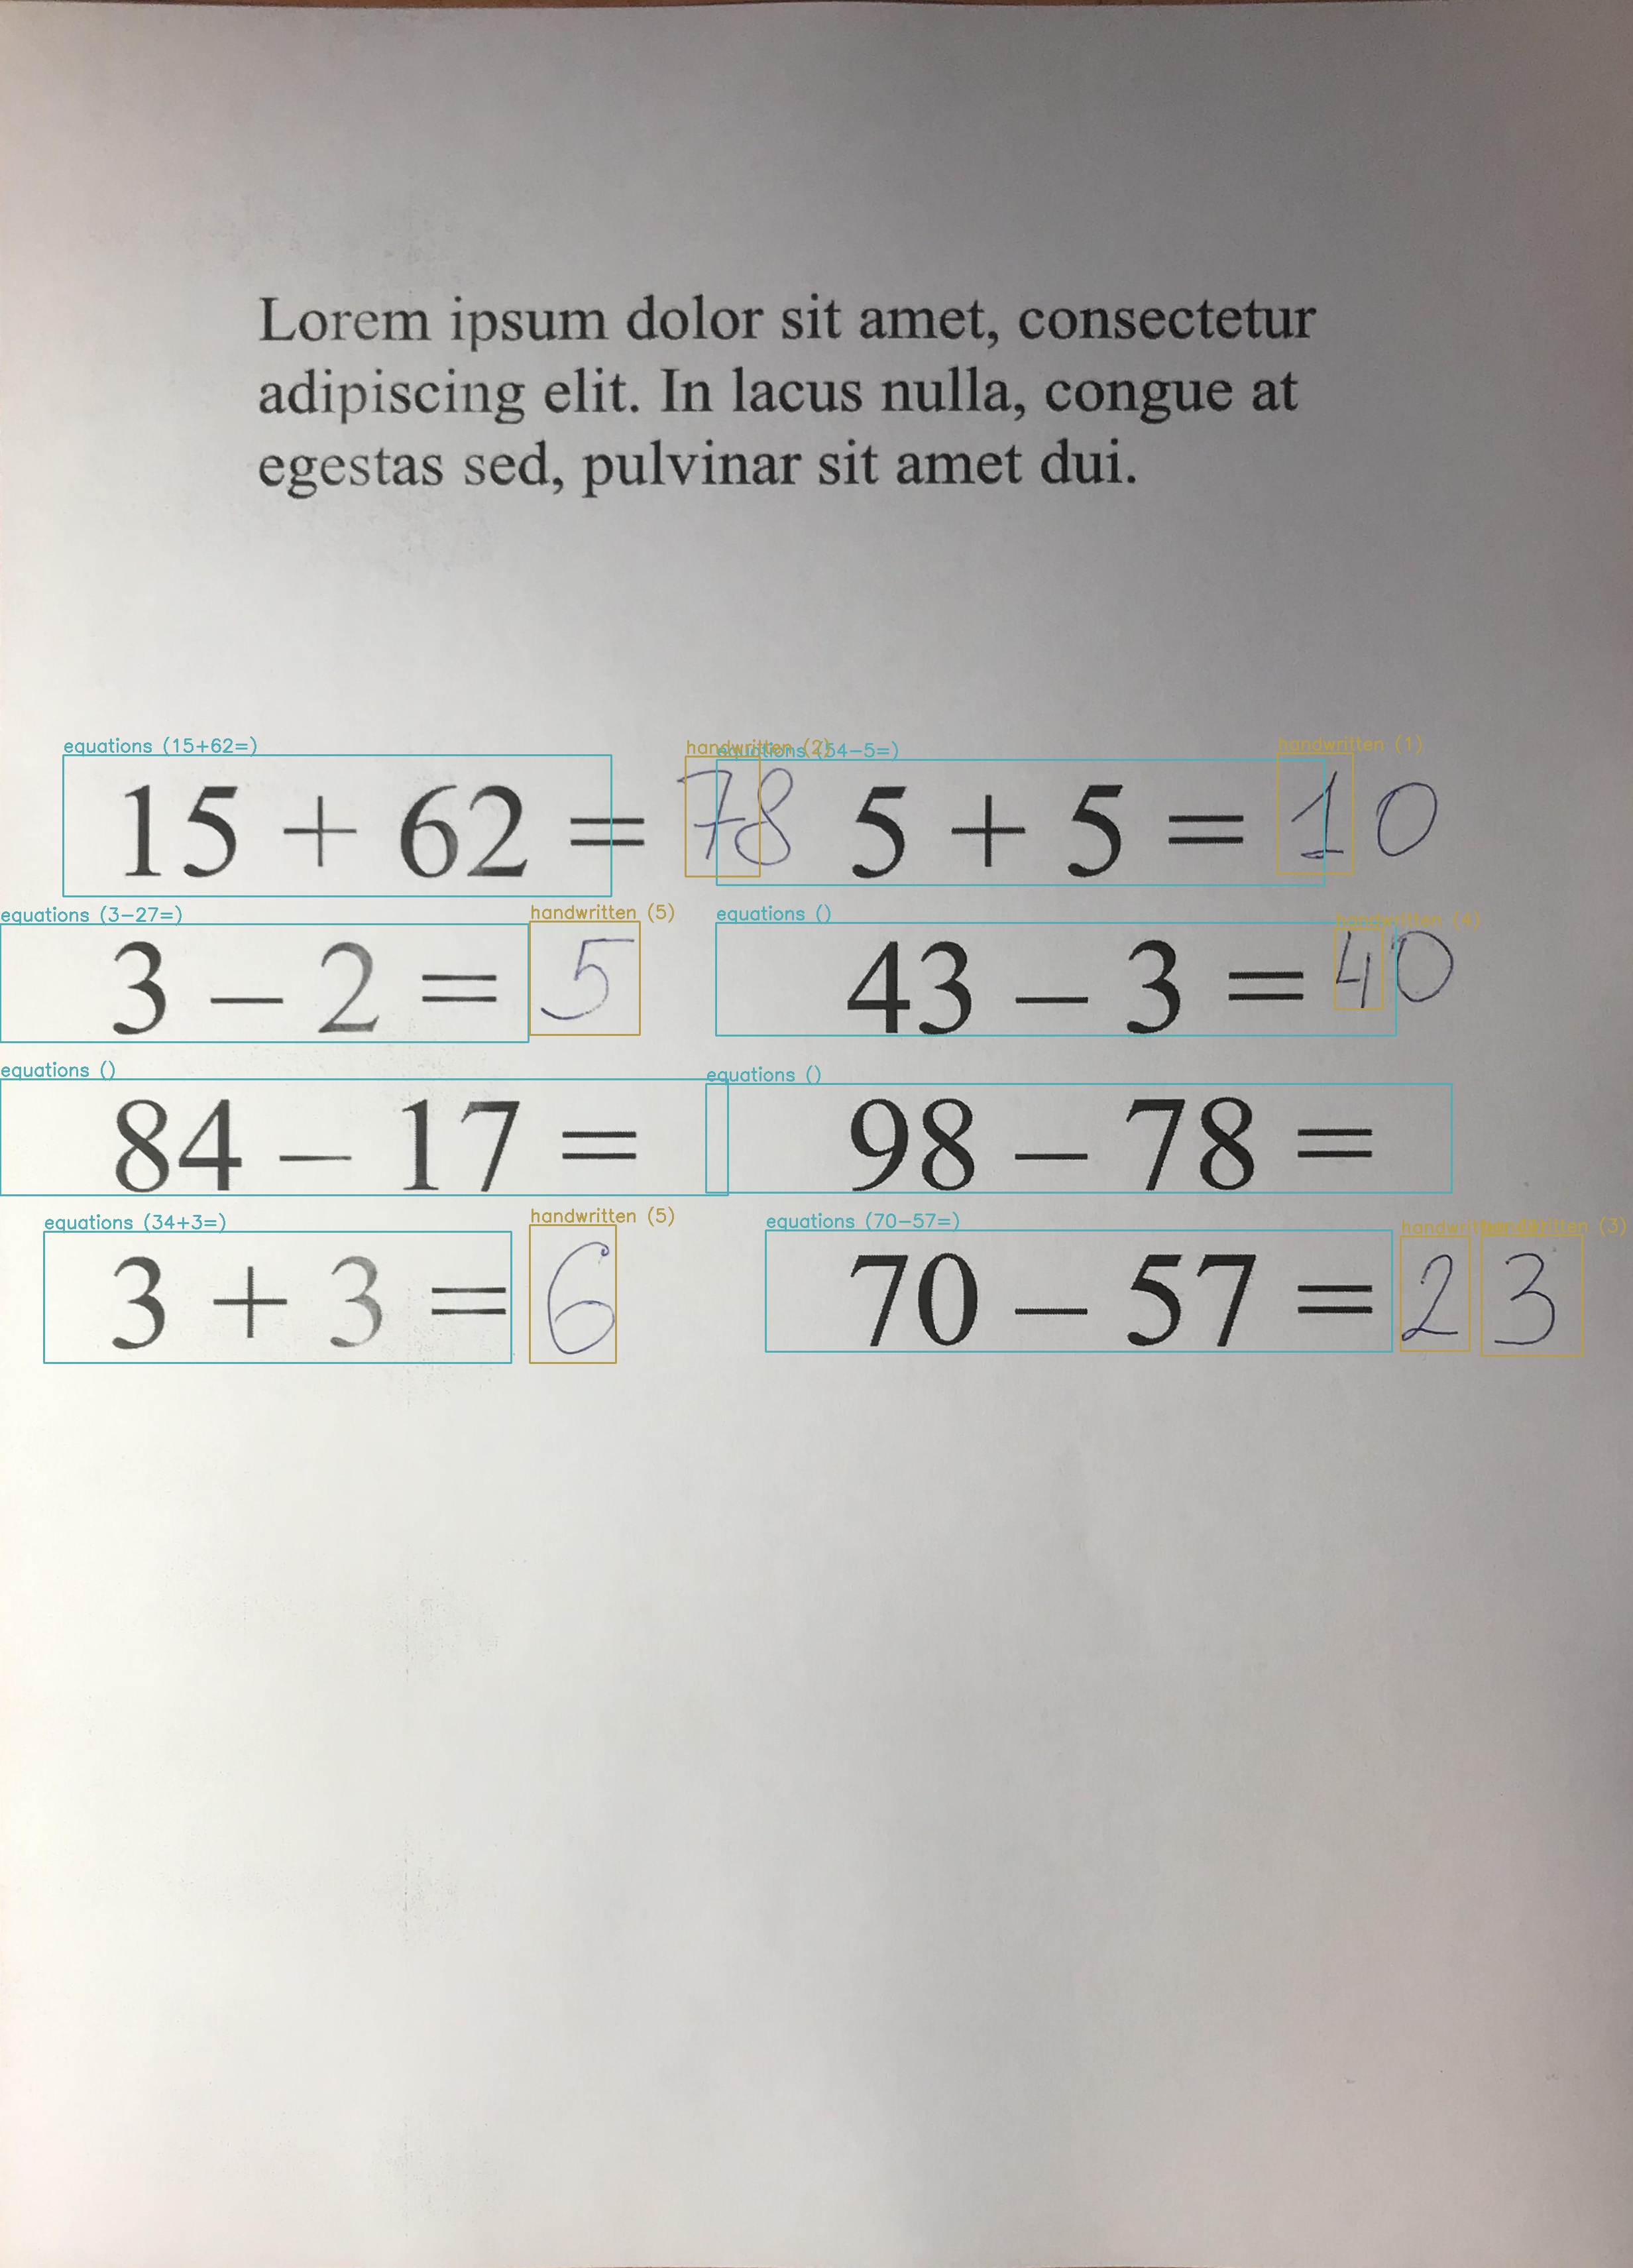 Lorem ipsum dolor sit amet, consectetur
adipiscing elit. In lacus nulla, congue at
egestas sed, pulvinar sit amet dui.
equations (15+62=) handwritten (2) equations (54-5=) handwritten (1)
15 + 62 = 78 5 + 5 = 10
equations (3-27=) handwritten (5) equations () handwritten (4)
3 – 2 = 5 43 – 3 = 40
equations () equations ()
84 – 17 = 98 – 78 =
equations (34+3=) handwritten (5) equations (70-57=) handwritten handwritten (3)
3 + 3 = 6 70 – 57 = 23